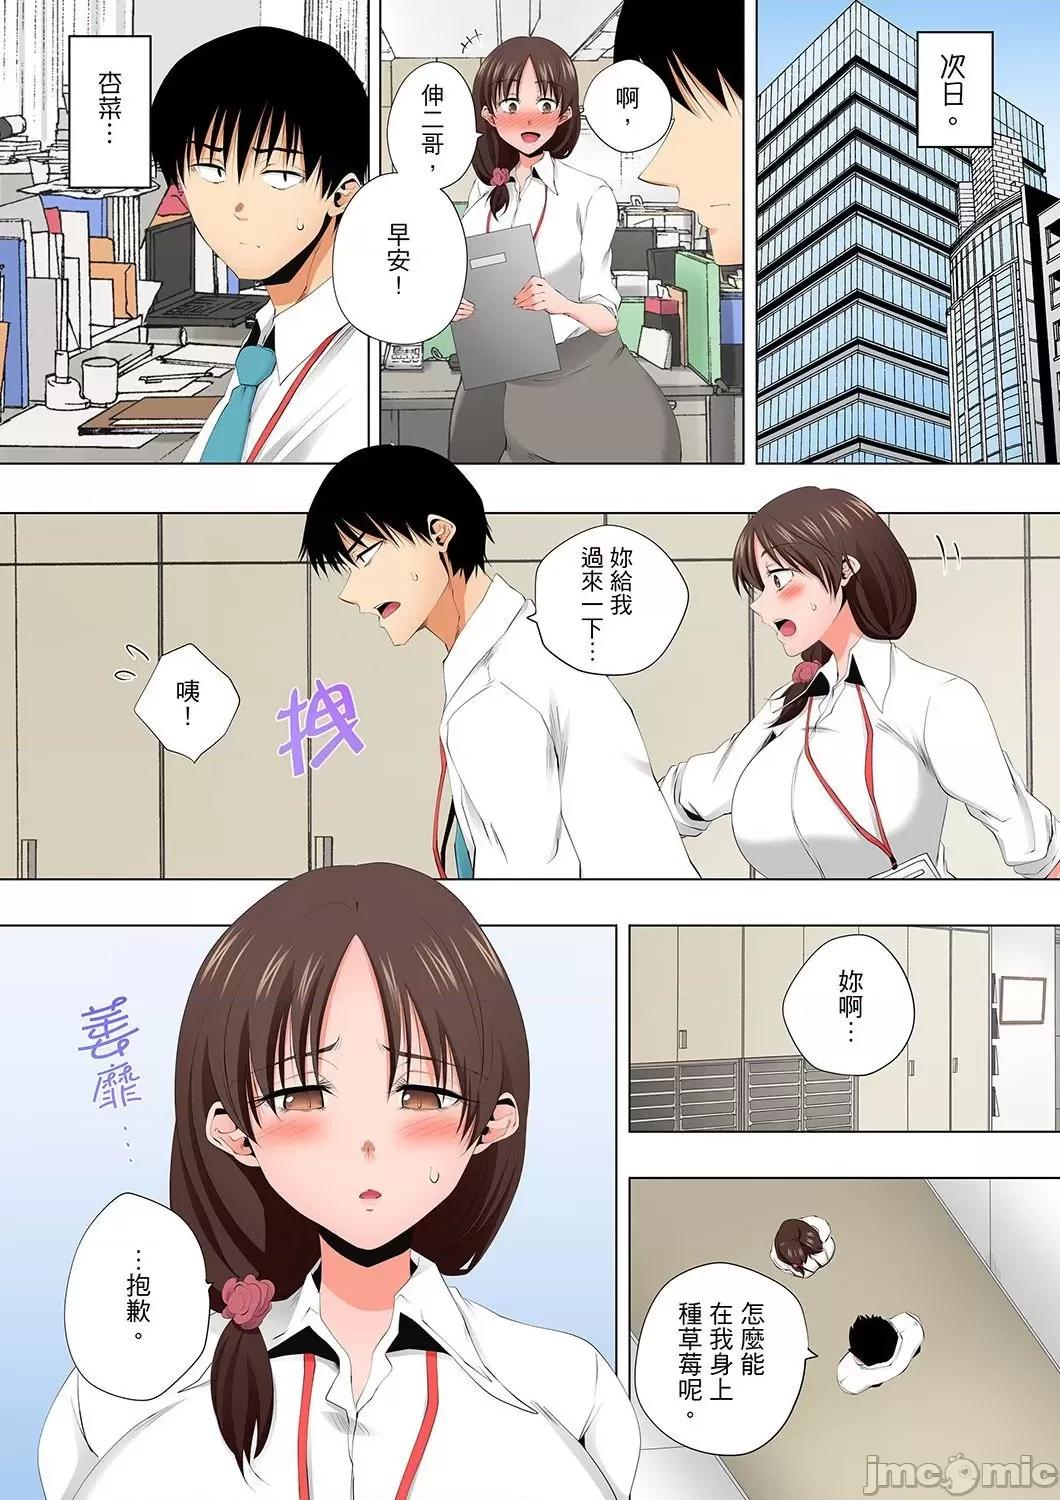 次日。
啊，
伸二哥，
早安！
杏菜…
妳給我
過來一下…
拽
咦！
妳啊…
怎麼能
在我身上
種草莓呢。
萎靡…
…抱歉。
jmcomic